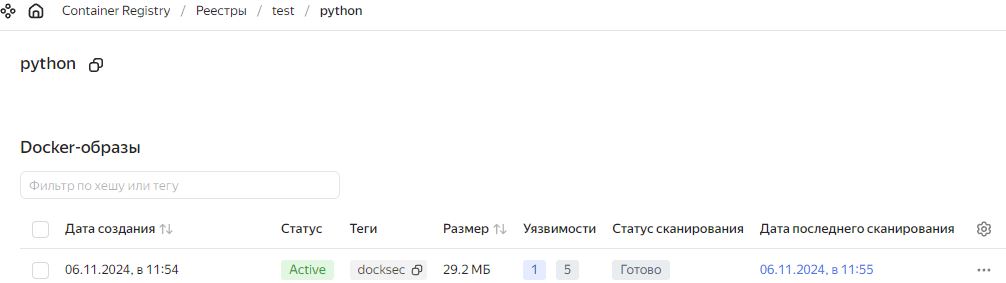 Container Registry / Реестры / test / python
python
Docker-образы
Фильтр по хешу или тегу
Дата создания Статус Теги Размер Уязвимости Статус сканирования Дата последнего сканирования
06.11.2024, в 11:54 Active docksec 29.2 МБ 1 5 Готово 06.11.2024, в 11:55